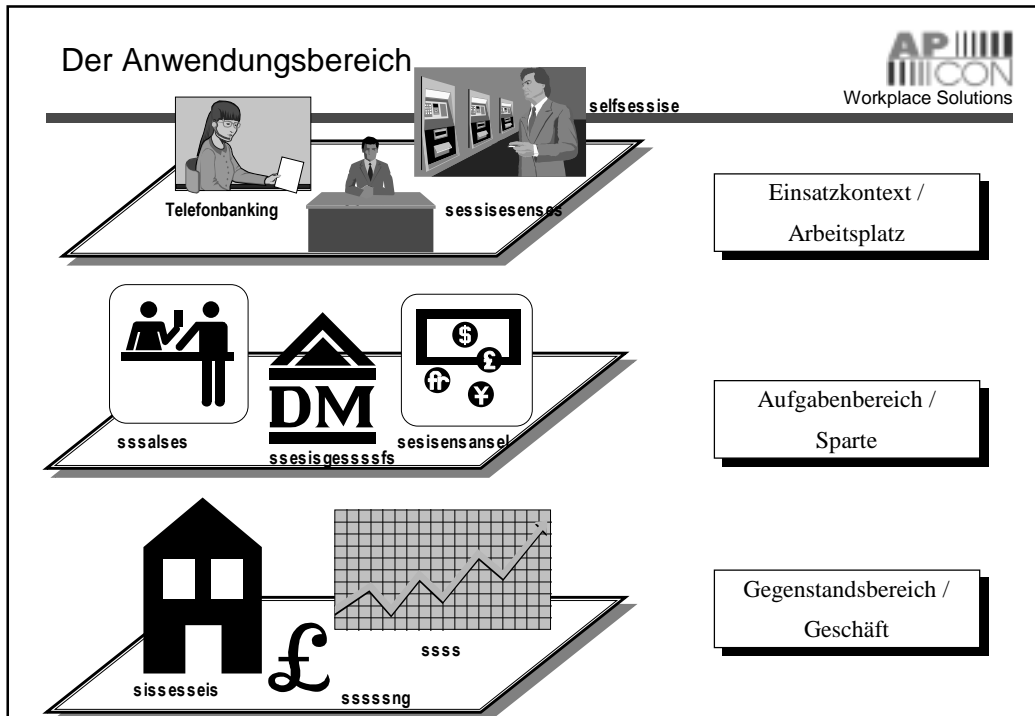 Der Anwendungsbereich
AP
CON
Workplace Solutions
selfsessise
Telefonbanking
sessisesenses
Einsatzkontext /
Arbeitsplatz
$
£
fr
¥
DM
sssalses
ssesisgessssfs
sesisensansel
Aufgabenbereich /
Sparte
£
ssss
sissesseis
sssssng
Gegenstandsbereich /
Geschäft